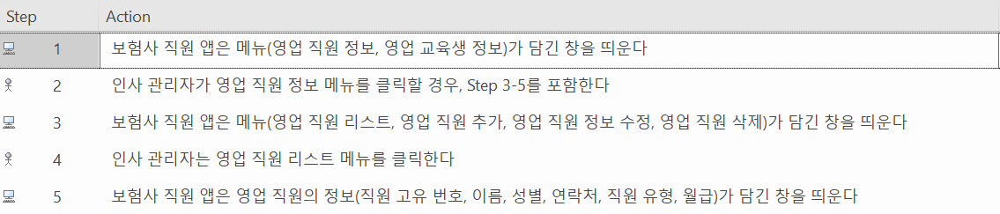 Step Action
1 보험사 직원 앱은 메뉴(영업 직원 정보, 영업 교육생 정보)가 담긴 창을 띄운다
2 인사 관리자가 영업 직원 정보 메뉴를 클릭할 경우, Step 3-5를 포함한다
3 보험사 직원 앱은 메뉴(영업 직원 리스트, 영업 직원 추가, 영업 직원 정보 수정, 영업 직원 삭제)가 담긴 창을 띄운다
4 인사 관리자는 영업 직원 리스트 메뉴를 클릭한다
5 보험사 직원 앱은 영업 직원의 정보(직원 고유 번호, 이름, 성별, 연락처, 직원 유형, 월급)가 담긴 창을 띄운다